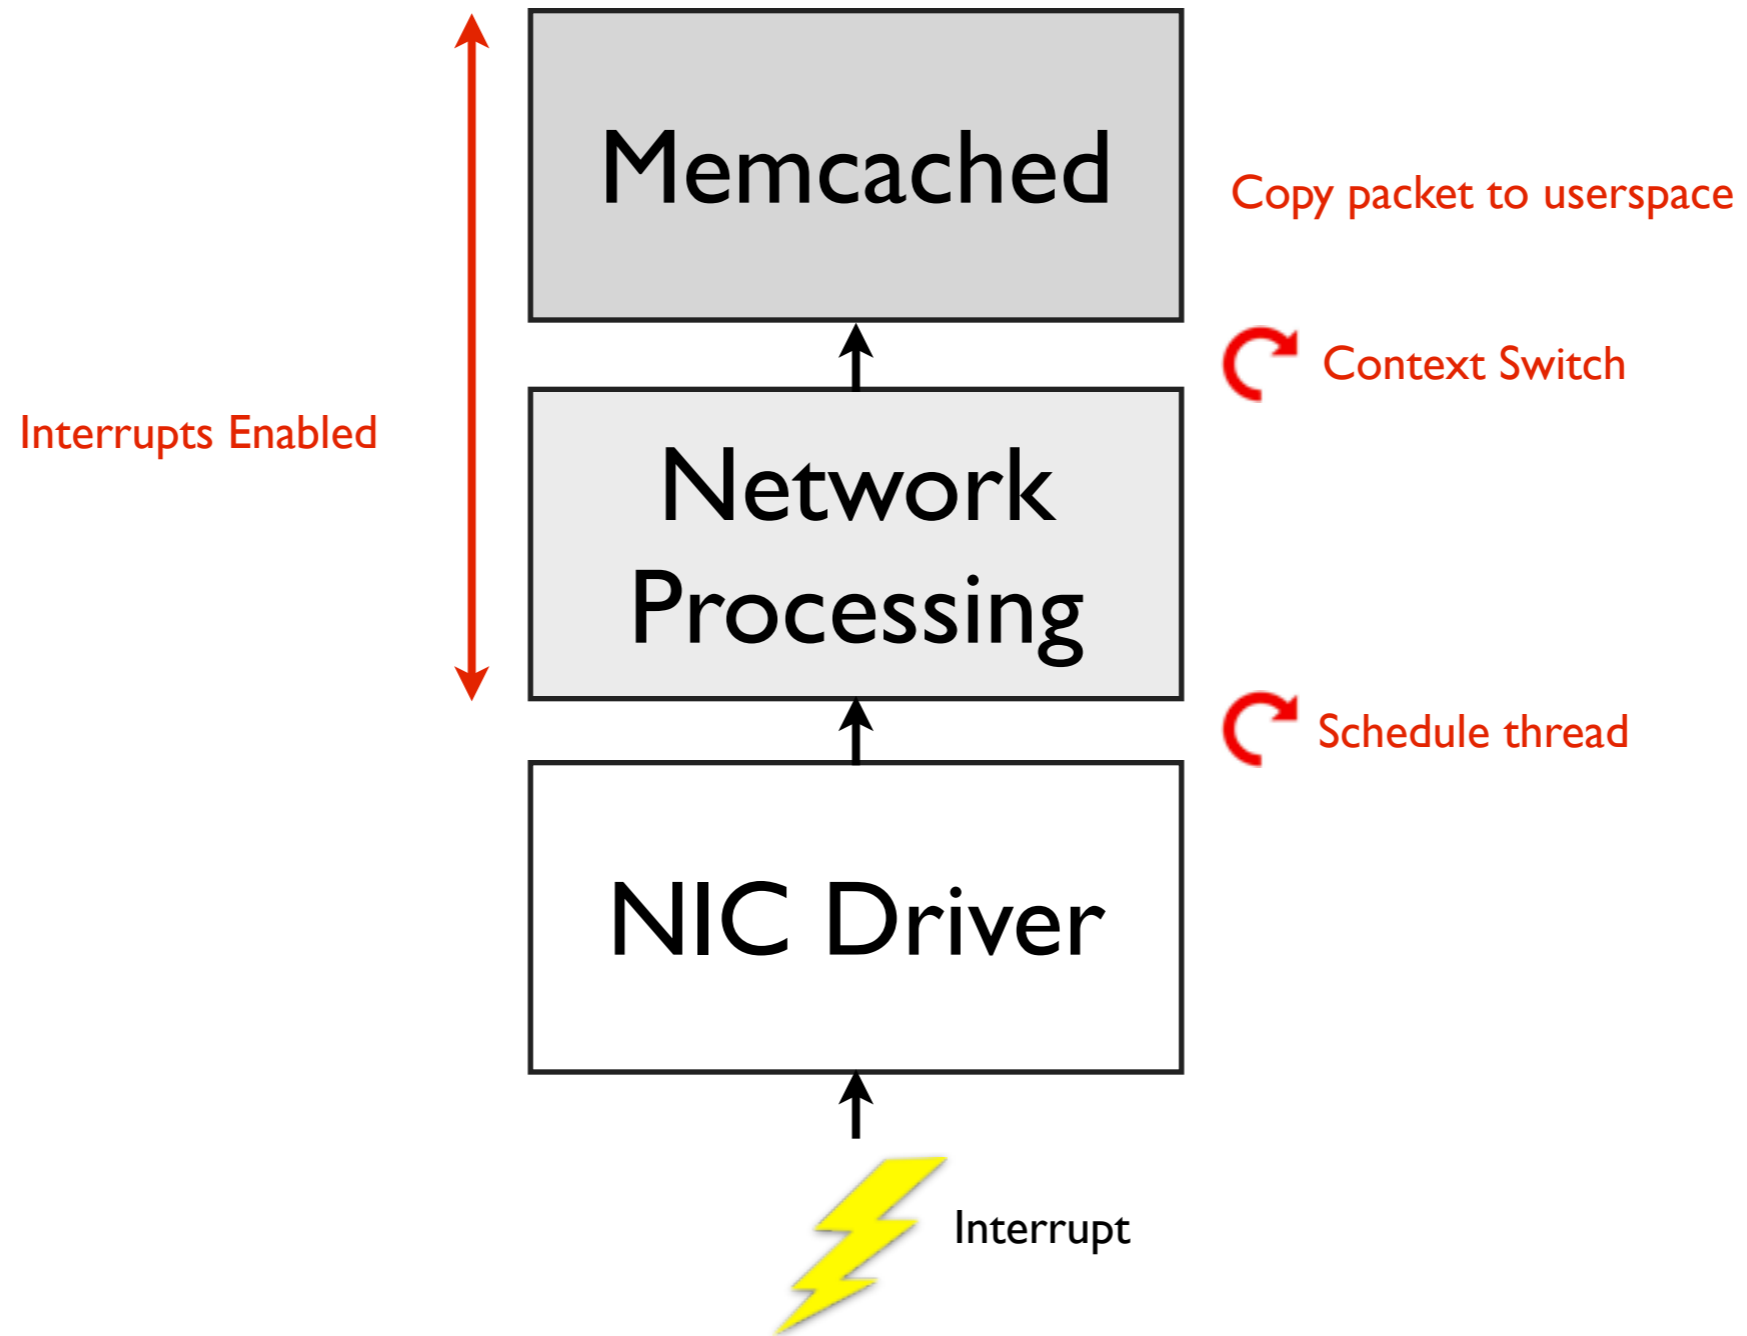 Memcached
Copy packet to userspace
Context Switch
Interrupts Enabled
Network
Processing
Schedule thread
NIC Driver
Interrupt